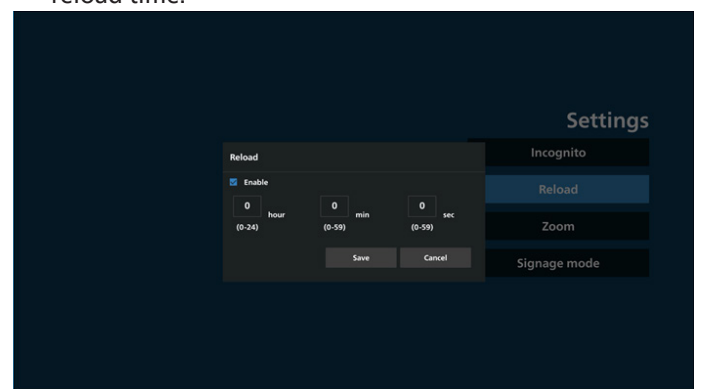 reload time.
Settings
Incognito
Reload
Zoom
Signage mode
Reload
Enable
0 hour 0 min 0 sec
(0-24) (0-59) (0-59)
Save Cancel